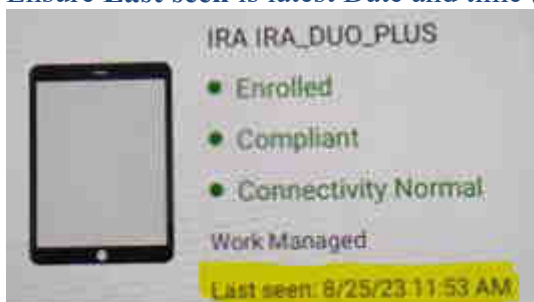 Ensure Last seen is latest Date and time
IRA IRA_DUO_PLUS
• Enrolled
• Compliant
• Connectivity Normal
Work Managed
Last seen: 8/25/23 11:53 AM